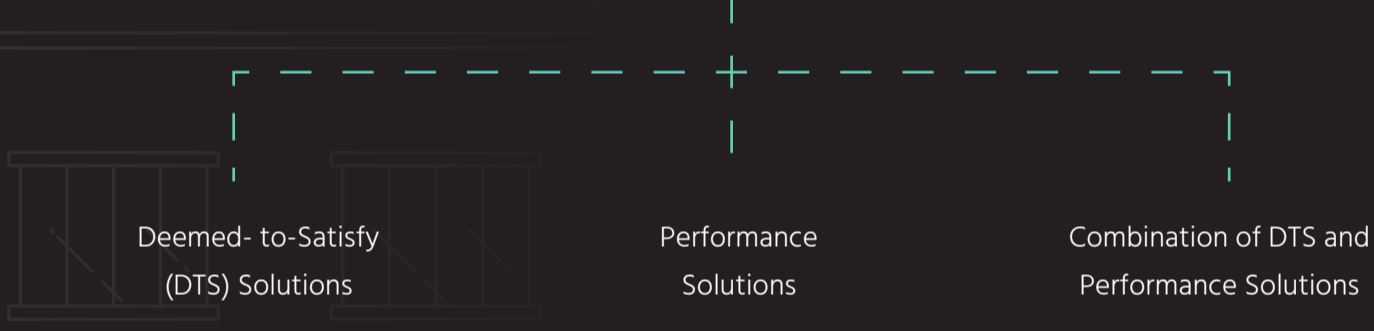 Deemed- to-Satisfy
(DTS) Solutions
Performance
Solutions
Combination of DTS and
Performance Solutions